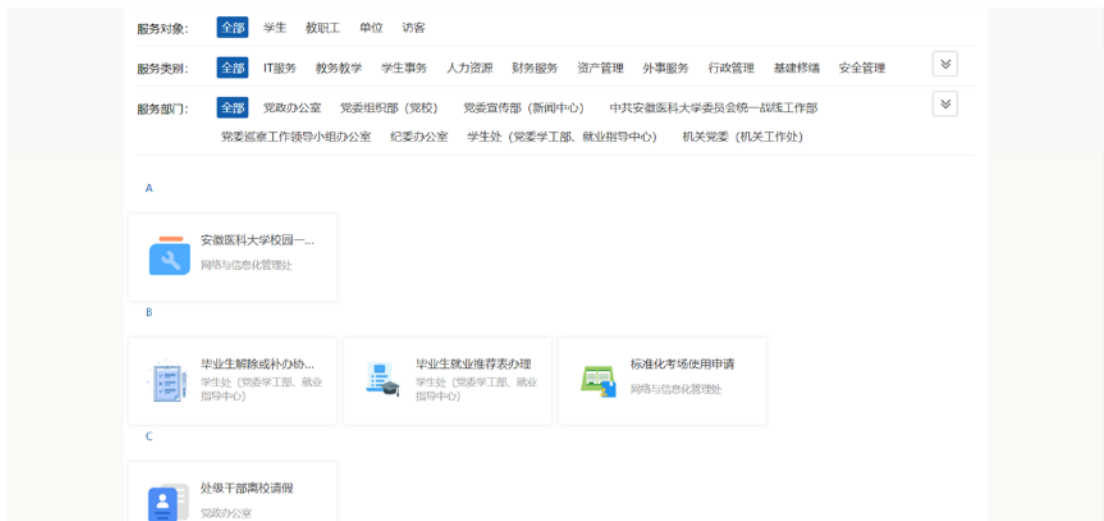 服务对象： 全部 学生 教职工 单位 访客
服务类别： 全部 IT服务 教务教学 学生事务 人力资源 财务服务 资产管理 外事服务 行政管理 基建修缮 安全管理
服务部门： 全部 党政办公室 党委组织部（党校） 党委宣传部（新闻中心） 中共安徽医科大学委员会统一战线工作部
党委巡察工作领导小组办公室 纪委办公室 学生处（党委学工部、就业指导中心） 机关党委（机关工作处）
A
安徽医科大学校园一...
网络与信息化管理处
B
毕业生解除或补办协...
学生处（党委学工部、就业
指导中心）
毕业生就业推荐表办理
学生处（党委学工部、就业
指导中心）
标准化考场使用申请
网络与信息化管理处
C
处级干部离校请假
党政办公室